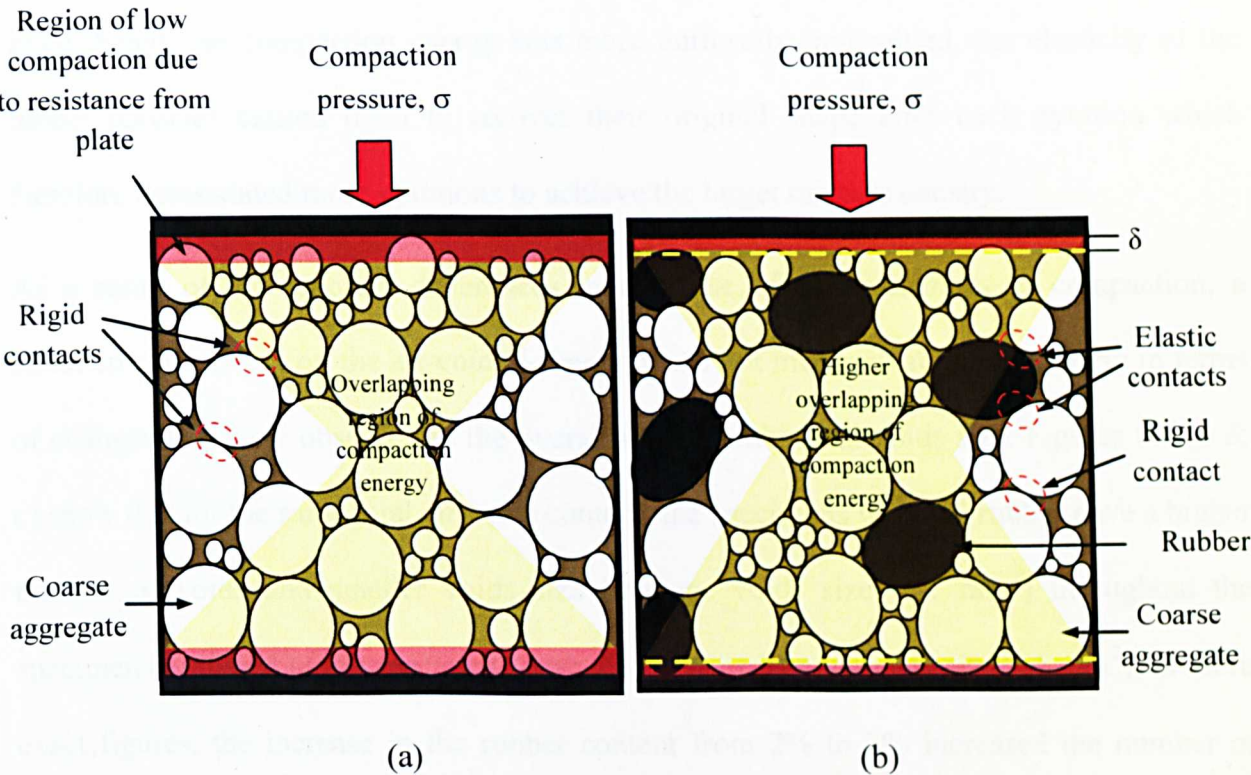 Region of low
compaction due
to resistance from
plate
Compaction
pressure, σ
Rigid
contacts
Overlapping
region of
compaction
energy
Coarse
aggregate
(a)
Compaction
pressure, σ
δ
Higher
overlapping
region of
compaction
energy
Elastic
contacts
Rigid
contact
Rubber
Coarse
aggregate
(b)